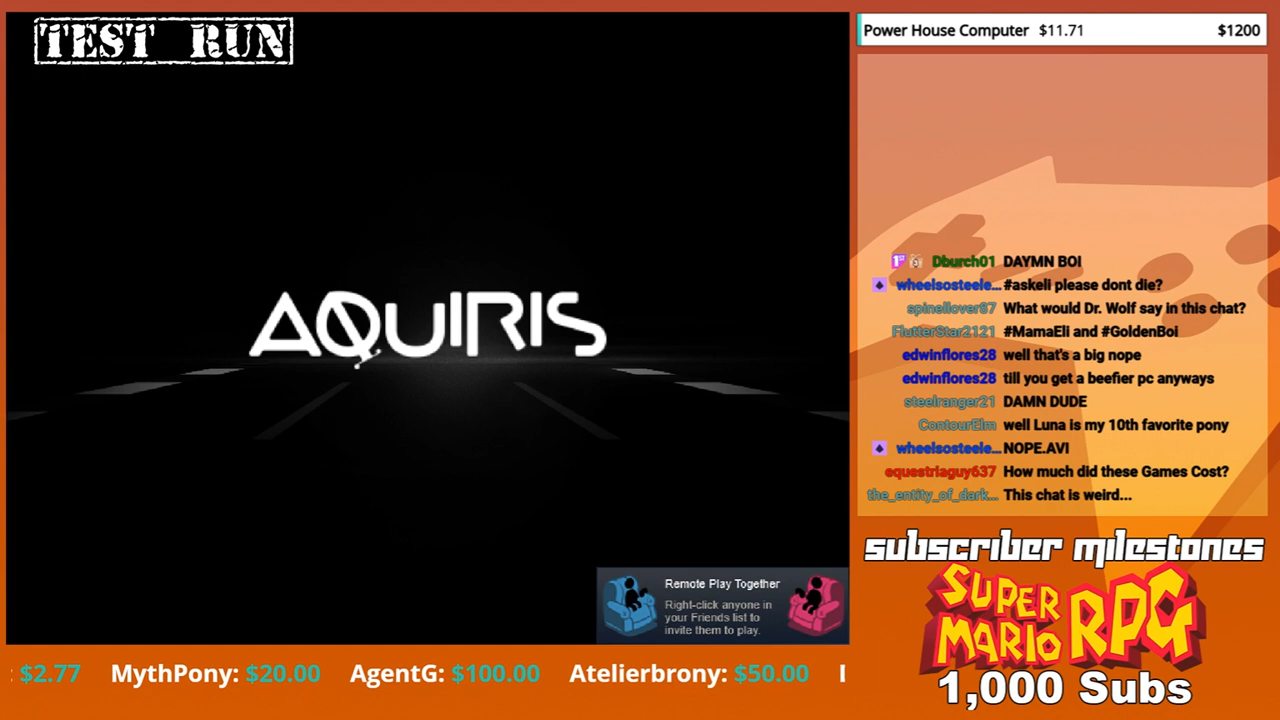 TEST RUN
Power House Computer $11.71 $1200
AQUIRIS
Dburch01 DAYMN BOI
wheelsosteele... #askeli please dont die?
spinellover87 What would Dr. Wolf say in this chat?
FlutterStar2121 #MamaEli and #GoldenBoi
edwinflores28 well that's a big nope
edwinflores28 till you get a beefier pc anyways
steelranger21 DAMN DUDE
ContourElm well Luna is my 10th favorite pony
wheelsosteele... NOPE.AVI
equestriaguy637 How much did these Games Cost?
the_entity_of_dark... This chat is weird...
Remote Play Together
Right-click anyone in
your Friends list to
invite them to play.
subscriber milestones
SUPER
MARIO RPG
1,000 Subs
: $2.77 MythPony: $20.00 AgentG: $100.00 Atelierbrony: $50.00